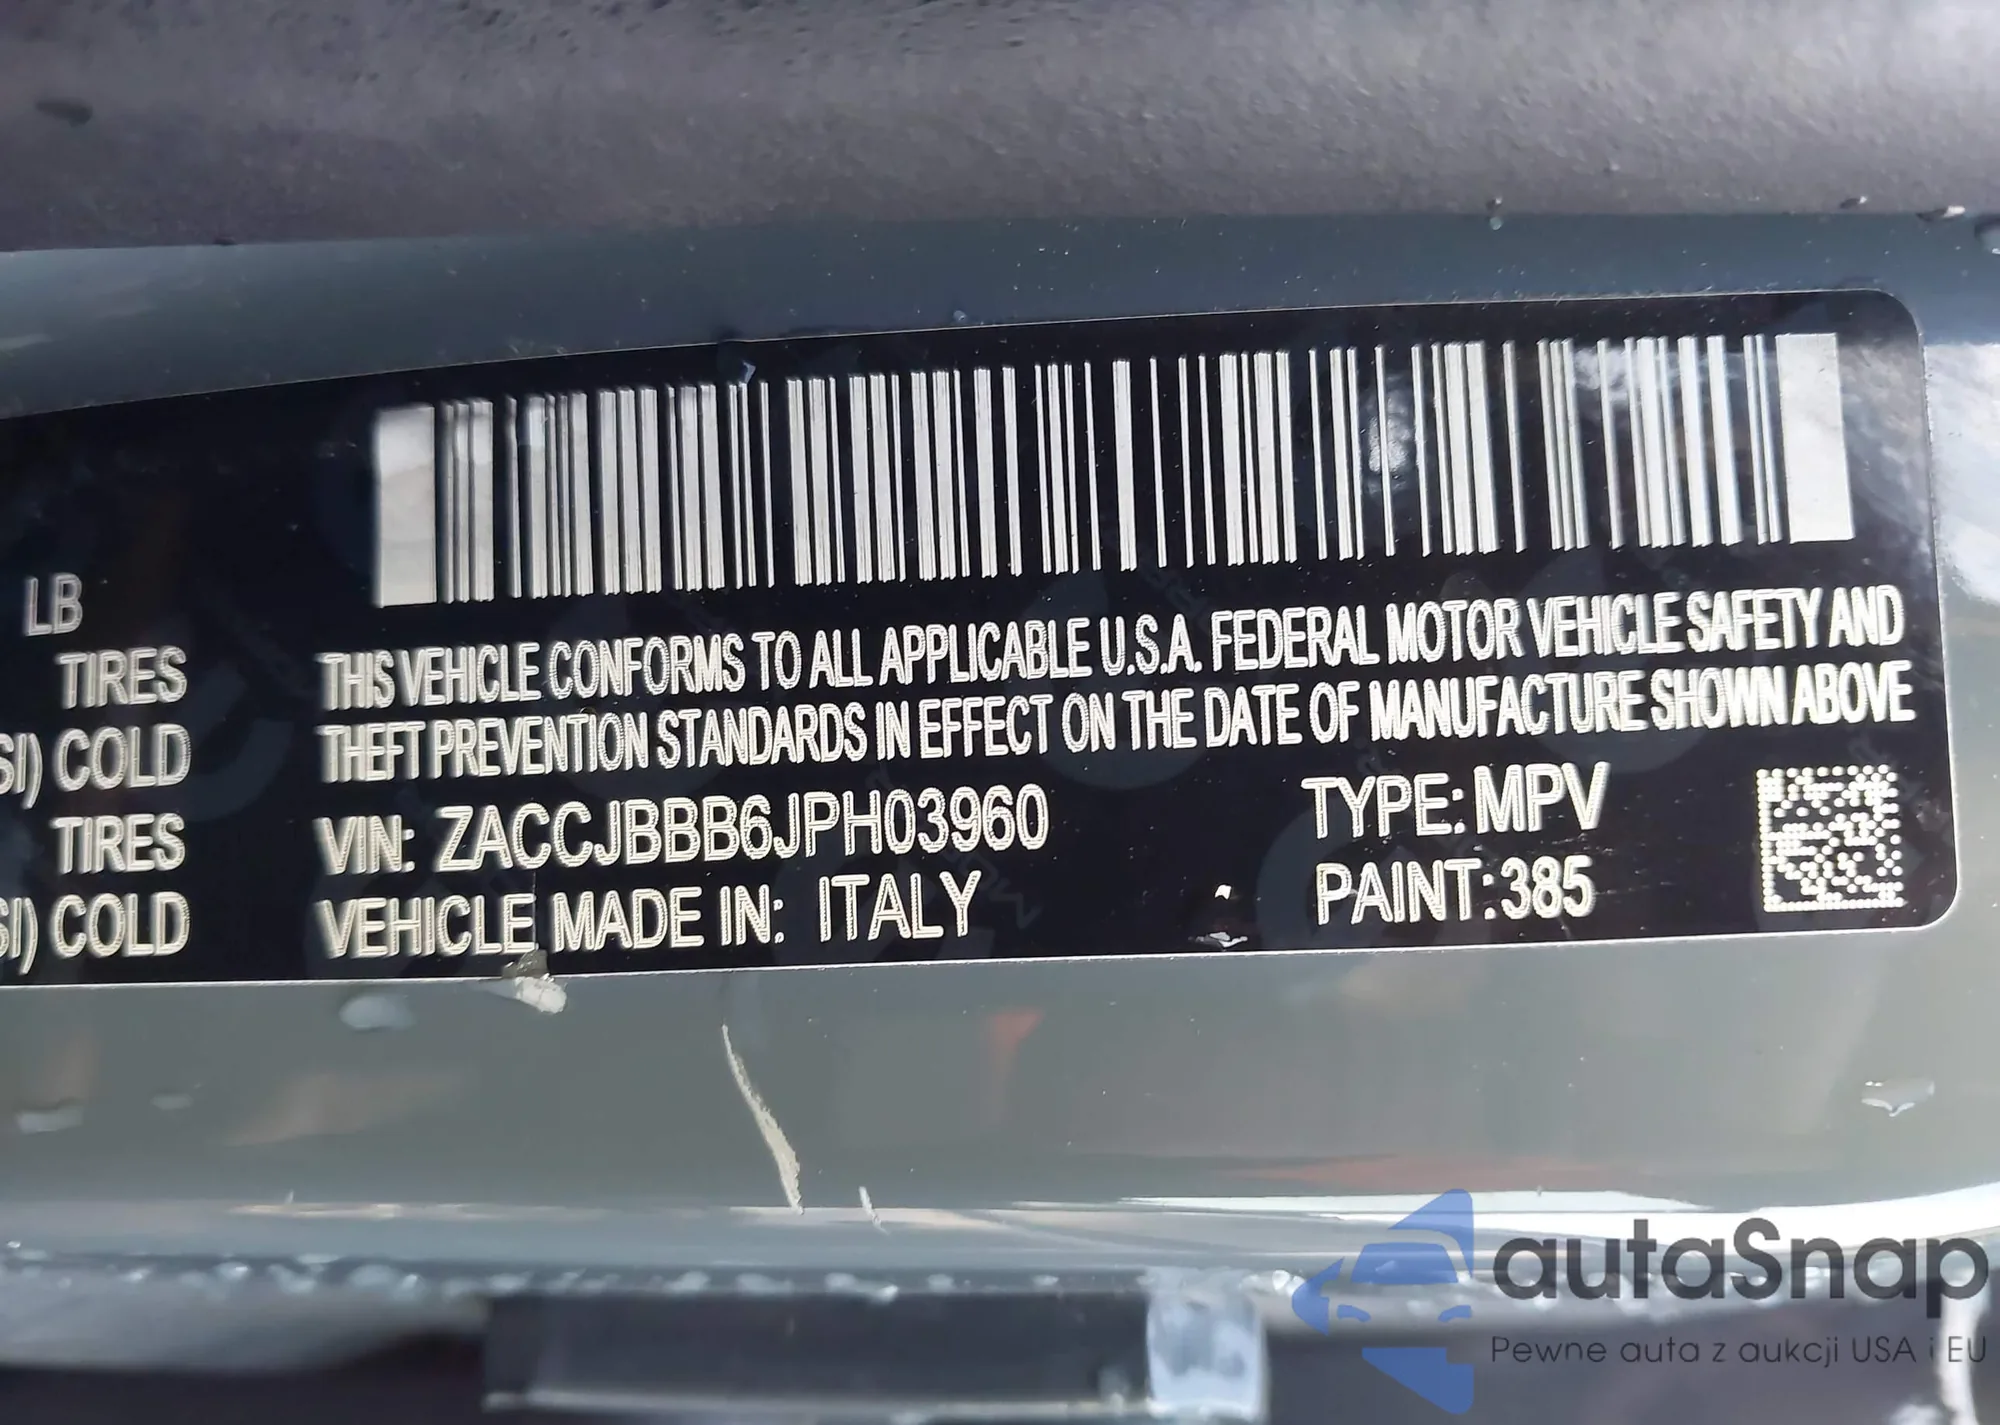 LB
TIRES
SI) COLD
TIRES
SI) COLD
THIS VEHICLE CONFORMS TO ALL APPLICABLE U.S.A. FEDERAL MOTOR VEHICLE SAFETY AND
THEFT PREVENTION STANDARDS IN EFFECT ON THE DATE OF MANUFACTURE SHOWN ABOVE
VIN: ZACCJBBB6JPH03960 TYPE: MPV
VEHICLE MADE IN: ITALY PAINT: 385
autaSnap
Pewne auta z aukcji USA i EU